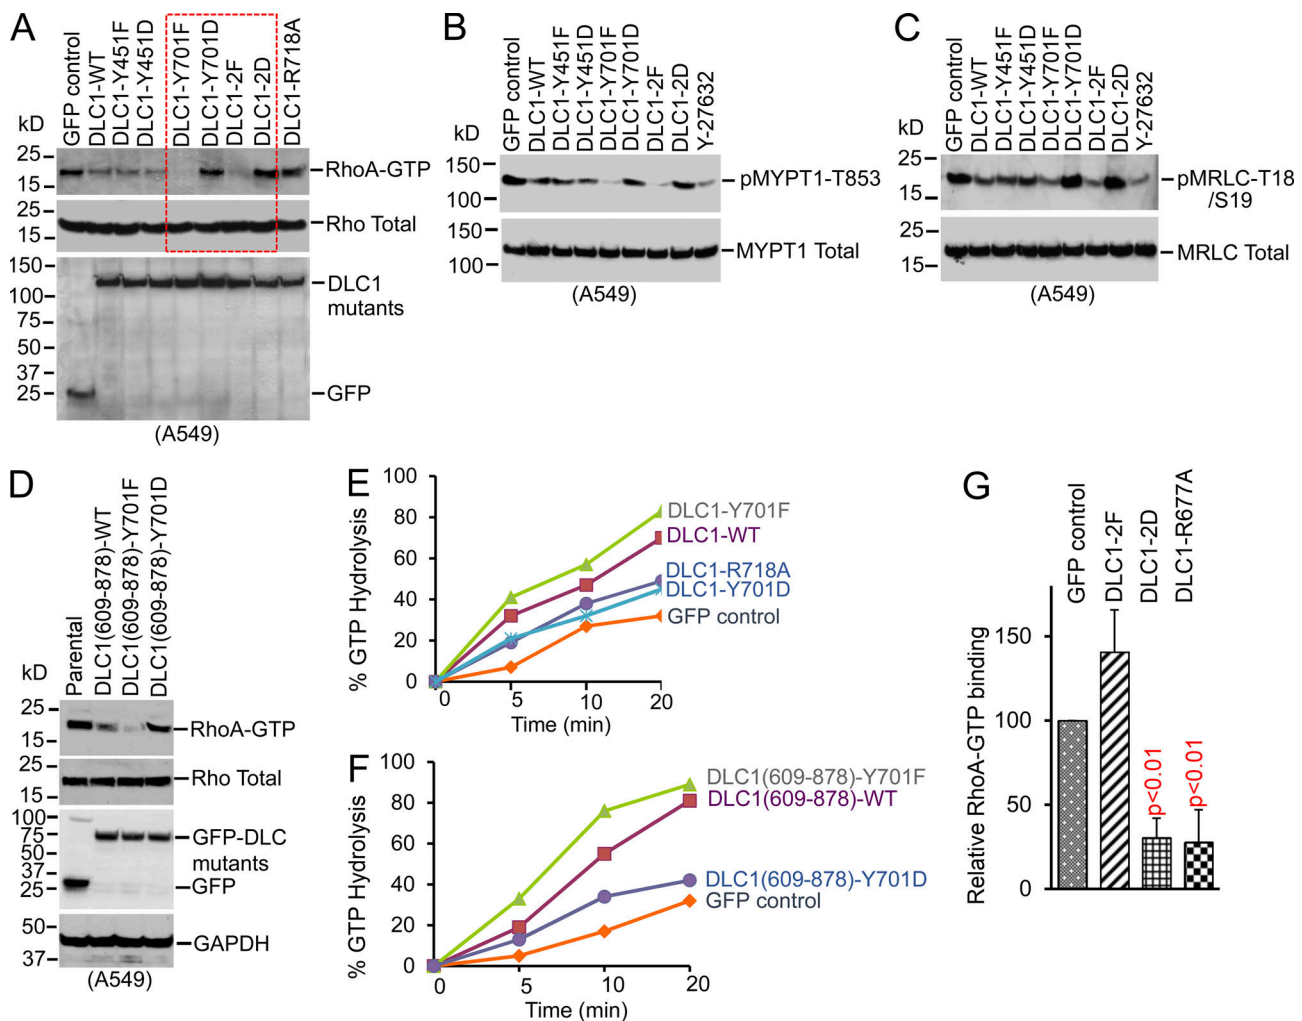 A
GFP control
DLC1-WT
DLC1-Y451F
DLC1-Y451D
DLC1-Y701F
DLC1-Y701D
DLC1-2F
DLC1-2D
DLC1-R718A
kD
25
15
RhoA-GTP
25
15
Rho Total
150
100
75
50
37
25
DLC1
mutants
GFP
(A549)
B
GFP control
DLC1-WT
DLC1-Y451F
DLC1-Y451D
DLC1-Y701F
DLC1-Y701D
DLC1-2F
DLC1-2D
Y-27632
kD
150
100
pMYPT1-T853
150
100
MYPT1 Total
(A549)
C
GFP control
DLC1-WT
DLC1-Y451F
DLC1-Y451D
DLC1-Y701F
DLC1-Y701D
DLC1-2F
DLC1-2D
Y-27632
kD
25
15
pMRLC-T18
/S19
25
15
MRLC Total
(A549)
D
Parental
DLC1(609-878)-WT
DLC1(609-878)-Y701F
DLC1(609-878)-Y701D
kD
25
15
RhoA-GTP
25
15
Rho Total
100
75
50
37
25
GFP-DLC
mutants
GFP
50
37
GAPDH
(A549)
E
% GTP Hydrolysis
100
80
60
40
20
0
0 5 10 20
Time (min)
DLC1-Y701F
DLC1-WT
DLC1-R718A
DLC1-Y701D
GFP control
F
% GTP Hydrolysis
100
80
60
40
20
0
0 5 10 20
Time (min)
DLC1(609-878)-Y701F
DLC1(609-878)-WT
DLC1(609-878)-Y701D
GFP control
G
GFP control
DLC1-2F
DLC1-2D
DLC1-R677A
Relative RhoA-GTP binding
150
100
50
0
p<0.01
p<0.01